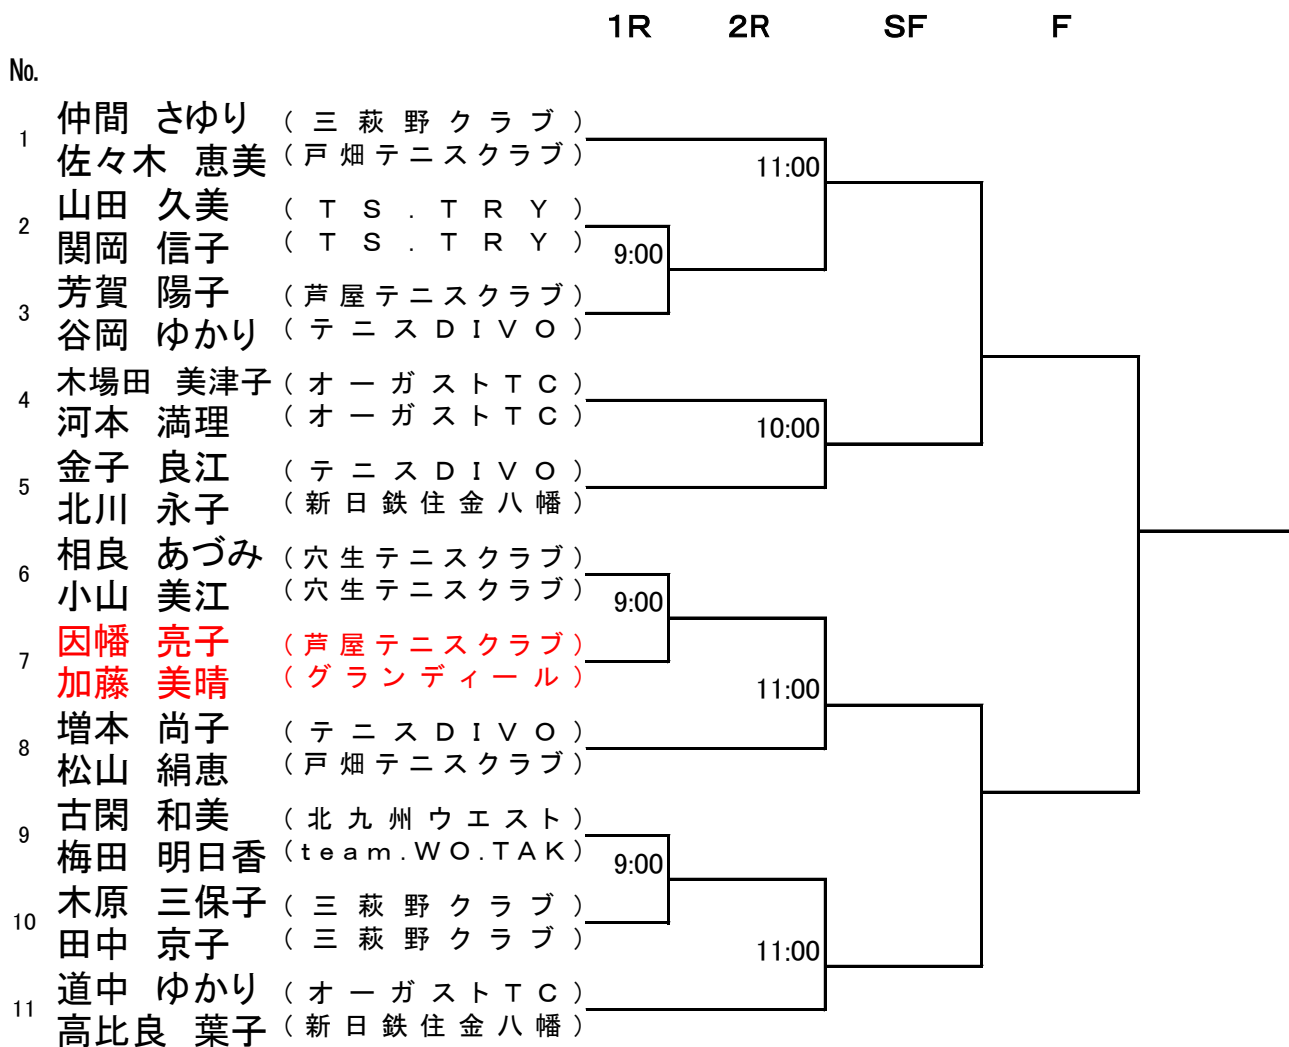 1R 2R SF F
No.
1
仲間 さゆり (三萩野クラブ)
佐々木 恵美 (戸畑テニスクラブ)
11:00
2
山田 久美 (TS.TRY)
関岡 信子 (TS.TRY)
9:00
3
芳賀 陽子 (芦屋テニスクラブ)
谷岡 ゆかり (テニスDIVO)
4
木場田 美津子 (オーガストTC)
河本 満理 (オーガストTC)
10:00
5
金子 良江 (テニスDIVO)
北川 永子 (新日鉄住金八幡)
6
相良 あづみ (穴生テニスクラブ)
小山 美江 (穴生テニスクラブ)
9:00
7
因幡 亮子 (芦屋テニスクラブ)
加藤 美晴 (グランディール)
11:00
8
増本 尚子 (テニスDIVO)
松山 絹恵 (戸畑テニスクラブ)
9
古閑 和美 (北九州ウエスト)
梅田 明日香 (team.WO.TAK)
9:00
10
木原 三保子 (三萩野クラブ)
田中 京子 (三萩野クラブ)
11:00
11
道中 ゆかり (オーガストTC)
高比良 葉子 (新日鉄住金八幡)